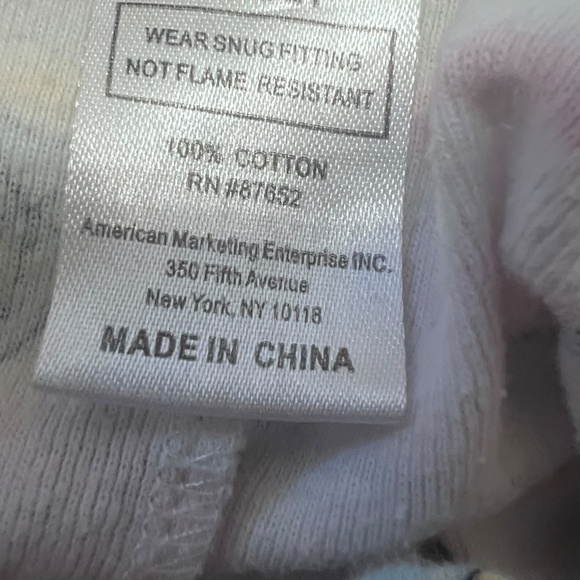 WEAR SNUG FITTING
NOT FLAME RESISTANT
100% COTTON
RN #87652
American Marketing Enterprise INC.
350 Fifth Avenue
New York, NY 10118
MADE IN CHINA